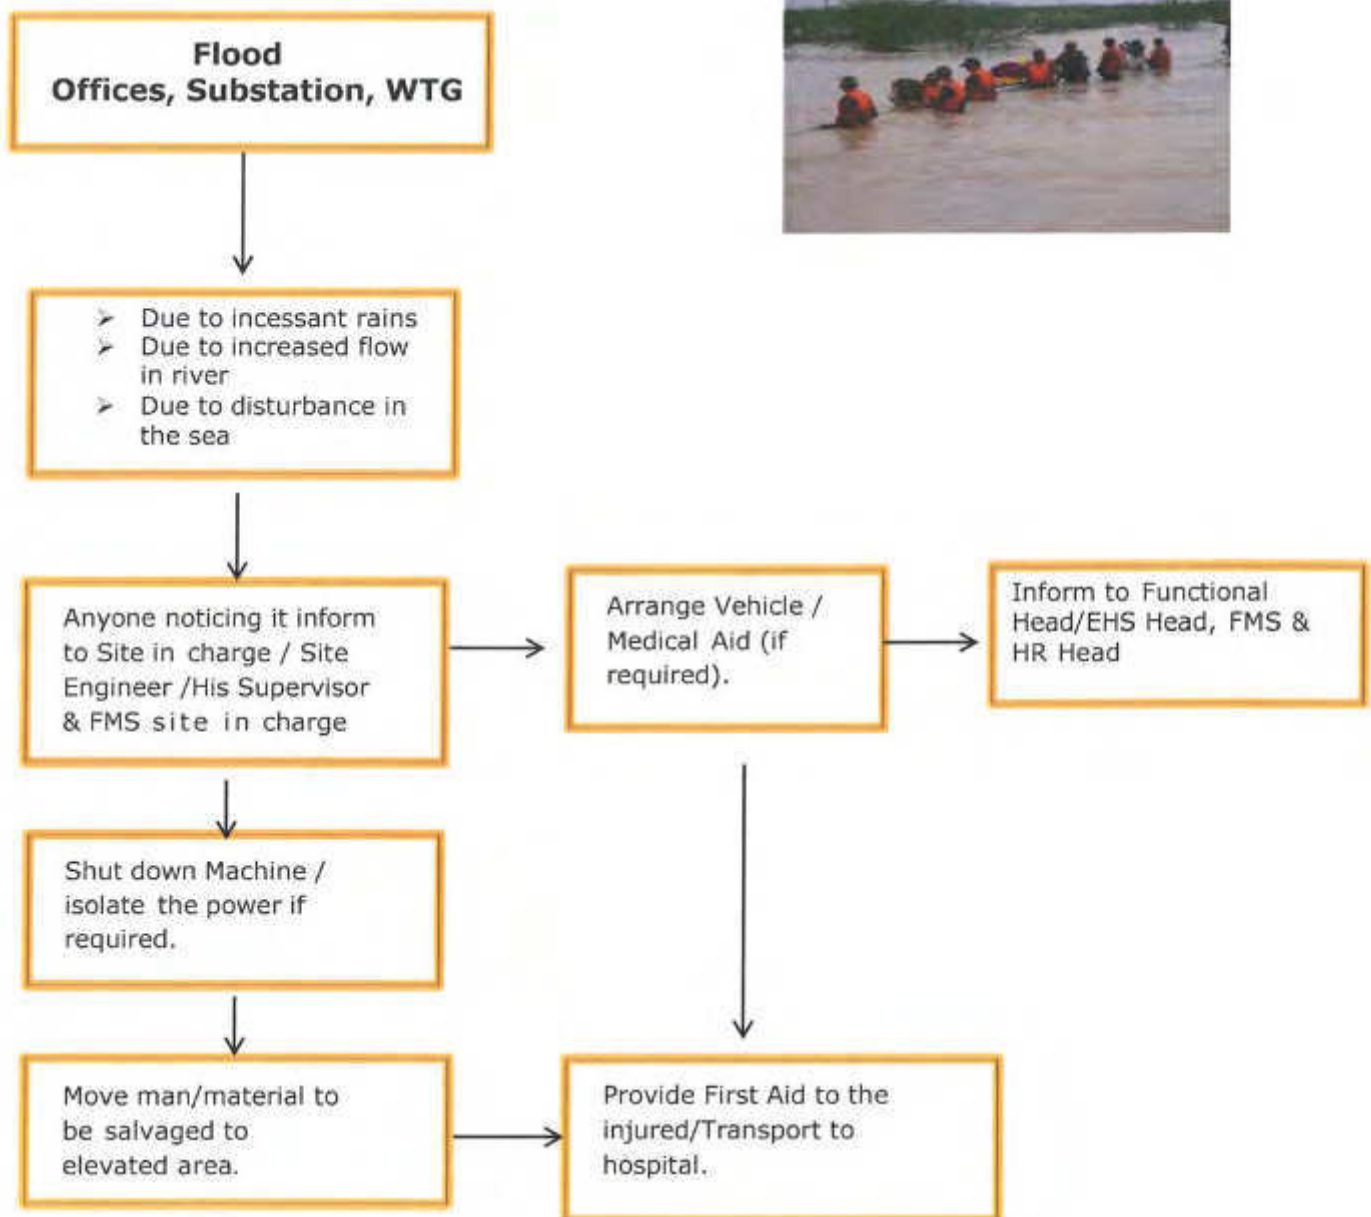 Flood
Offices, Substation, WTG
➢ Due to incessant rains
➢ Due to increased flow
in river
➢ Due to disturbance in
the sea
Anyone noticing it inform
to Site in charge / Site
Engineer /His Supervisor
& FMS site in charge
Arrange Vehicle /
Medical Aid (if
required).
Inform to Functional
Head/EHS Head, FMS &
HR Head
Shut down Machine /
isolate the power if
required.
Move man/material to
be salvaged to
elevated area.
Provide First Aid to the
injured/Transport to
hospital.